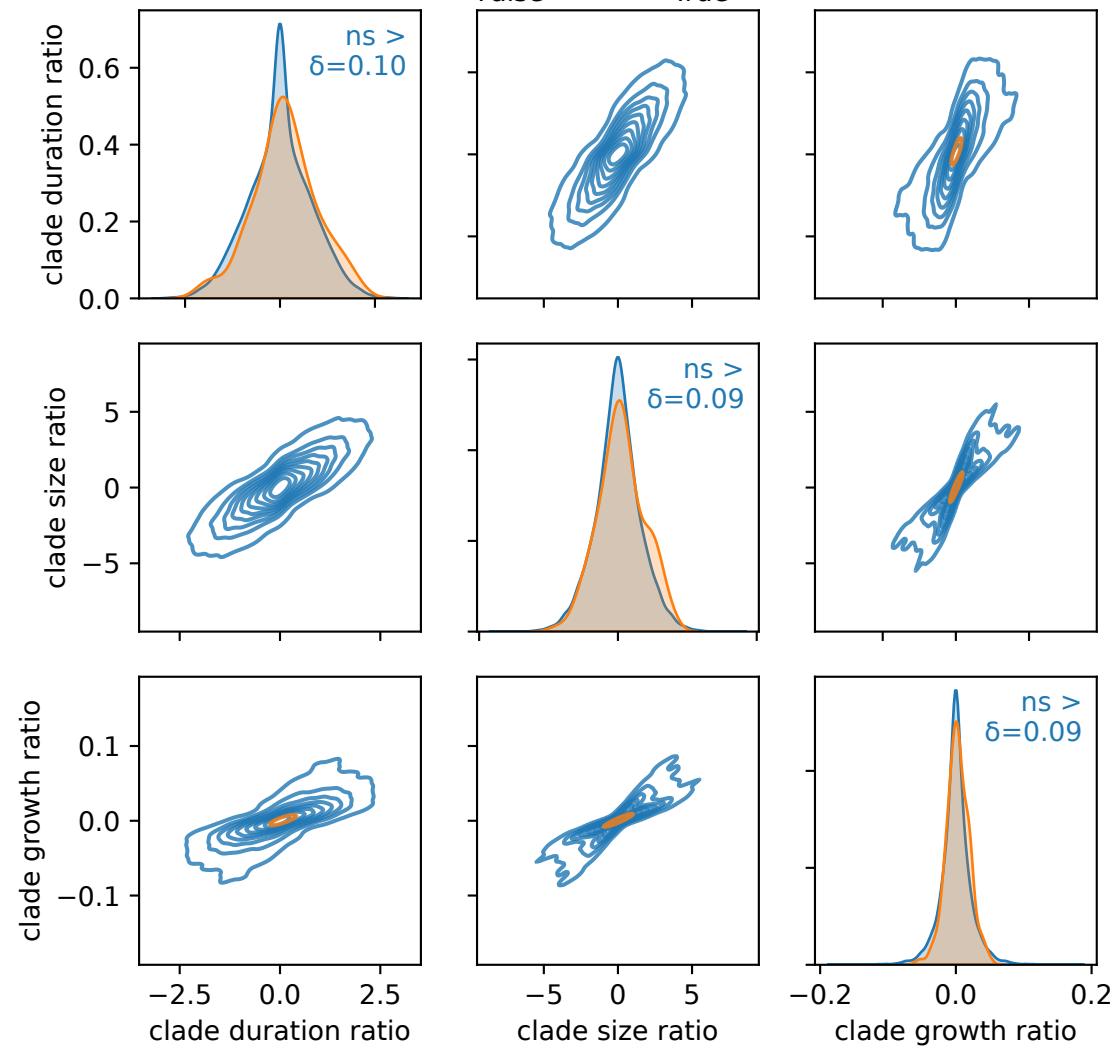 clade duration ratio
0.6
0.4
0.2
0.0
ns >
δ=0.10
clade size ratio
5
0
−5
ns >
δ=0.09
clade growth ratio
0.1
0.0
−0.1
ns >
δ=0.09
−2.5 0.0 2.5
−5 0 5
−0.2 0.0 0.2
clade duration ratio
clade size ratio
clade growth ratio